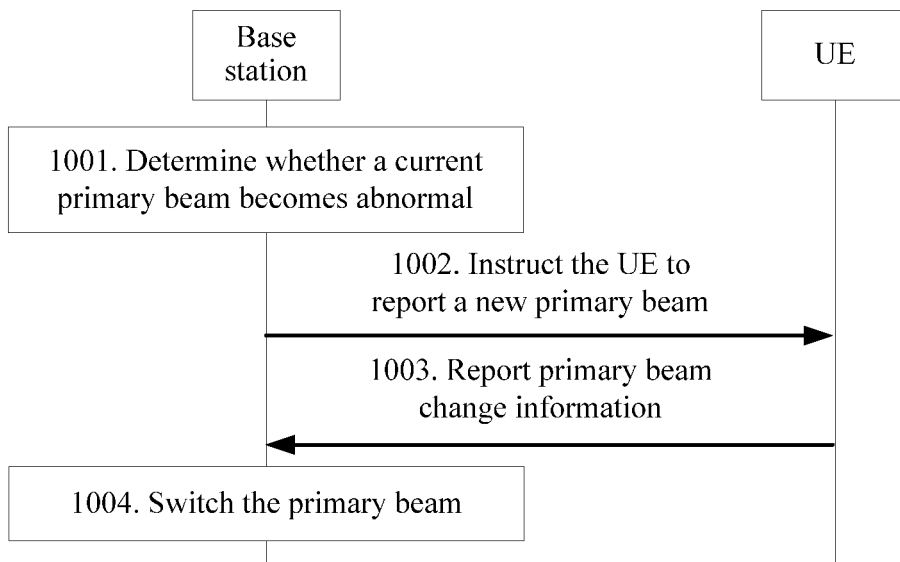 Base
station
UE
1001. Determine whether a current
primary beam becomes abnormal
1002. Instruct the UE to
report a new primary beam
1003. Report primary beam
change information
1004. Switch the primary beam